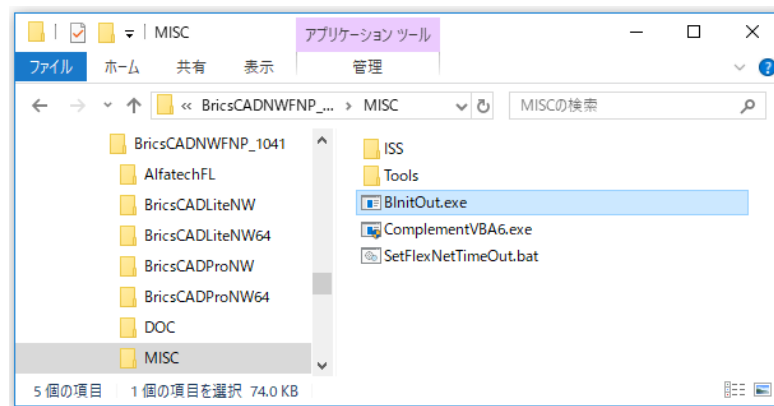 MISC
アプリケーション ツール
ファイル ホーム 共有 表示 管理
« BricsCADNWFNP_... › MISC
MISCの検索
BricsCADNWFNP_1041
AlfatechFL
BricsCADLiteNW
BricsCADLiteNW64
BricsCADProNW
BricsCADProNW64
DOC
MISC
ISS
Tools
BInitOut.exe
ComplementVBA6.exe
SetFlexNetTimeOut.bat
5 個の項目 1 個の項目を選択 74.0 KB